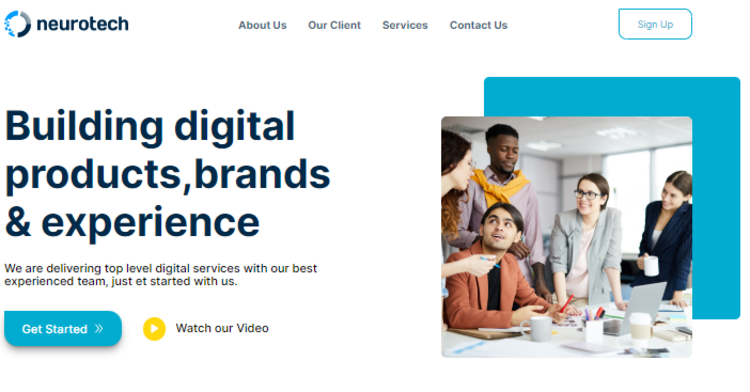 neurotech
About Us Our Client Services Contact Us
Sign Up
Building digital
products,brands
& experience
We are delivering top level digital services with our best
experienced team, just et started with us.
Get Started
Watch our Video